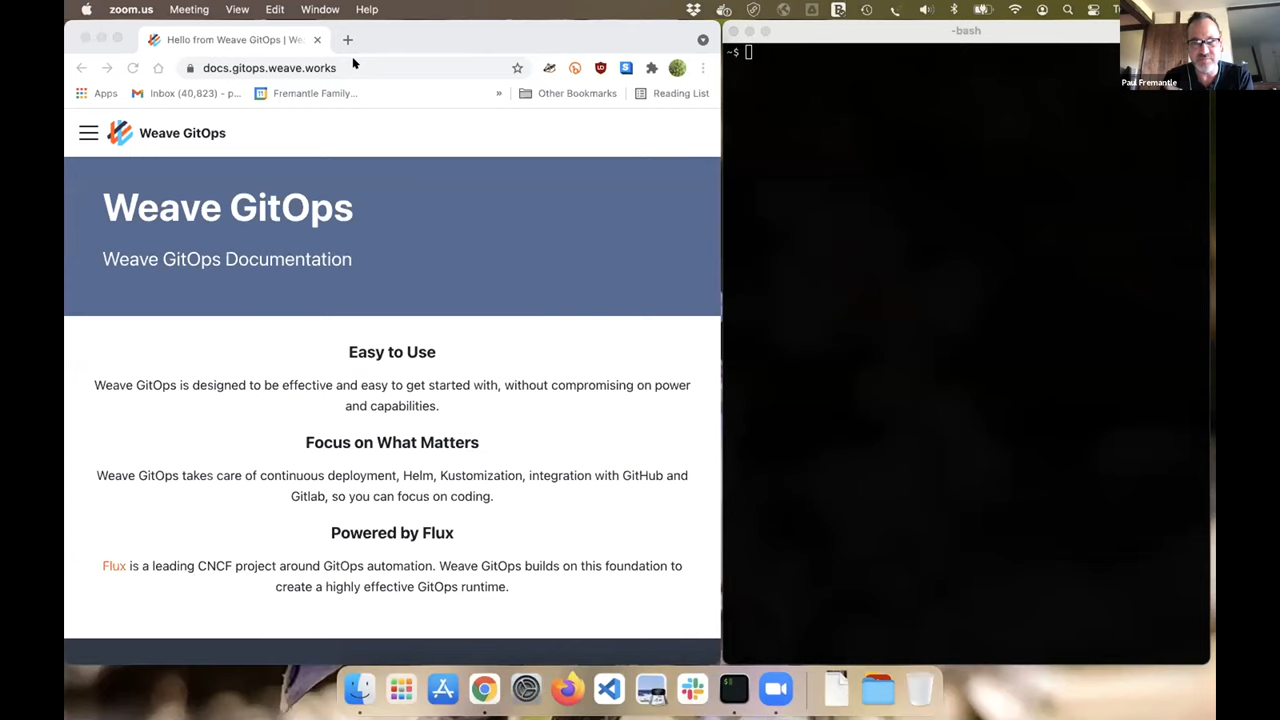 zoom.us Meeting View Edit Window Help
Hello from Weave GitOps | We
docs.gitops.weave.works
Apps Inbox (40,823) - p... Fremantle Family... » Other Bookmarks Reading List
Weave GitOps
Weave GitOps
Weave GitOps Documentation
Easy to Use
Weave GitOps is designed to be effective and easy to get started with, without compromising on power
and capabilities.
Focus on What Matters
Weave GitOps takes care of continuous deployment, Helm, Kustomization, integration with GitHub and
Gitlab, so you can focus on coding.
Powered by Flux
Flux is a leading CNCF project around GitOps automation. Weave GitOps builds on this foundation to
create a highly effective GitOps runtime.
-bash
~$
Paul Fremantle